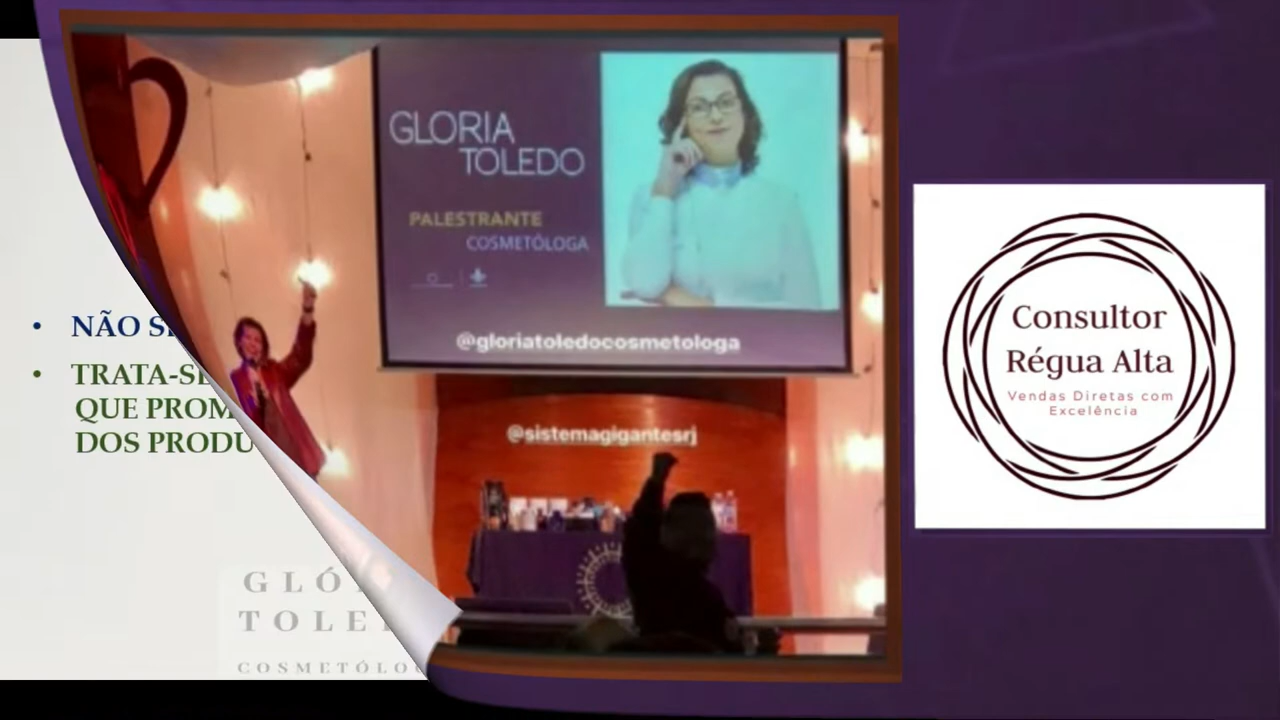 • NÃO
• TRATA-SE
QUE PROM
DOS PRODU
GLÓ
TOLE
COSMETÓLO
GLORIA
TOLEDO
PALESTRANTE
COSMETÓLOGA
@gloriatoledocosmetologa
@sistemagigantesrj
Consultor
Régua Alta
Vendas Diretas com
Excelência